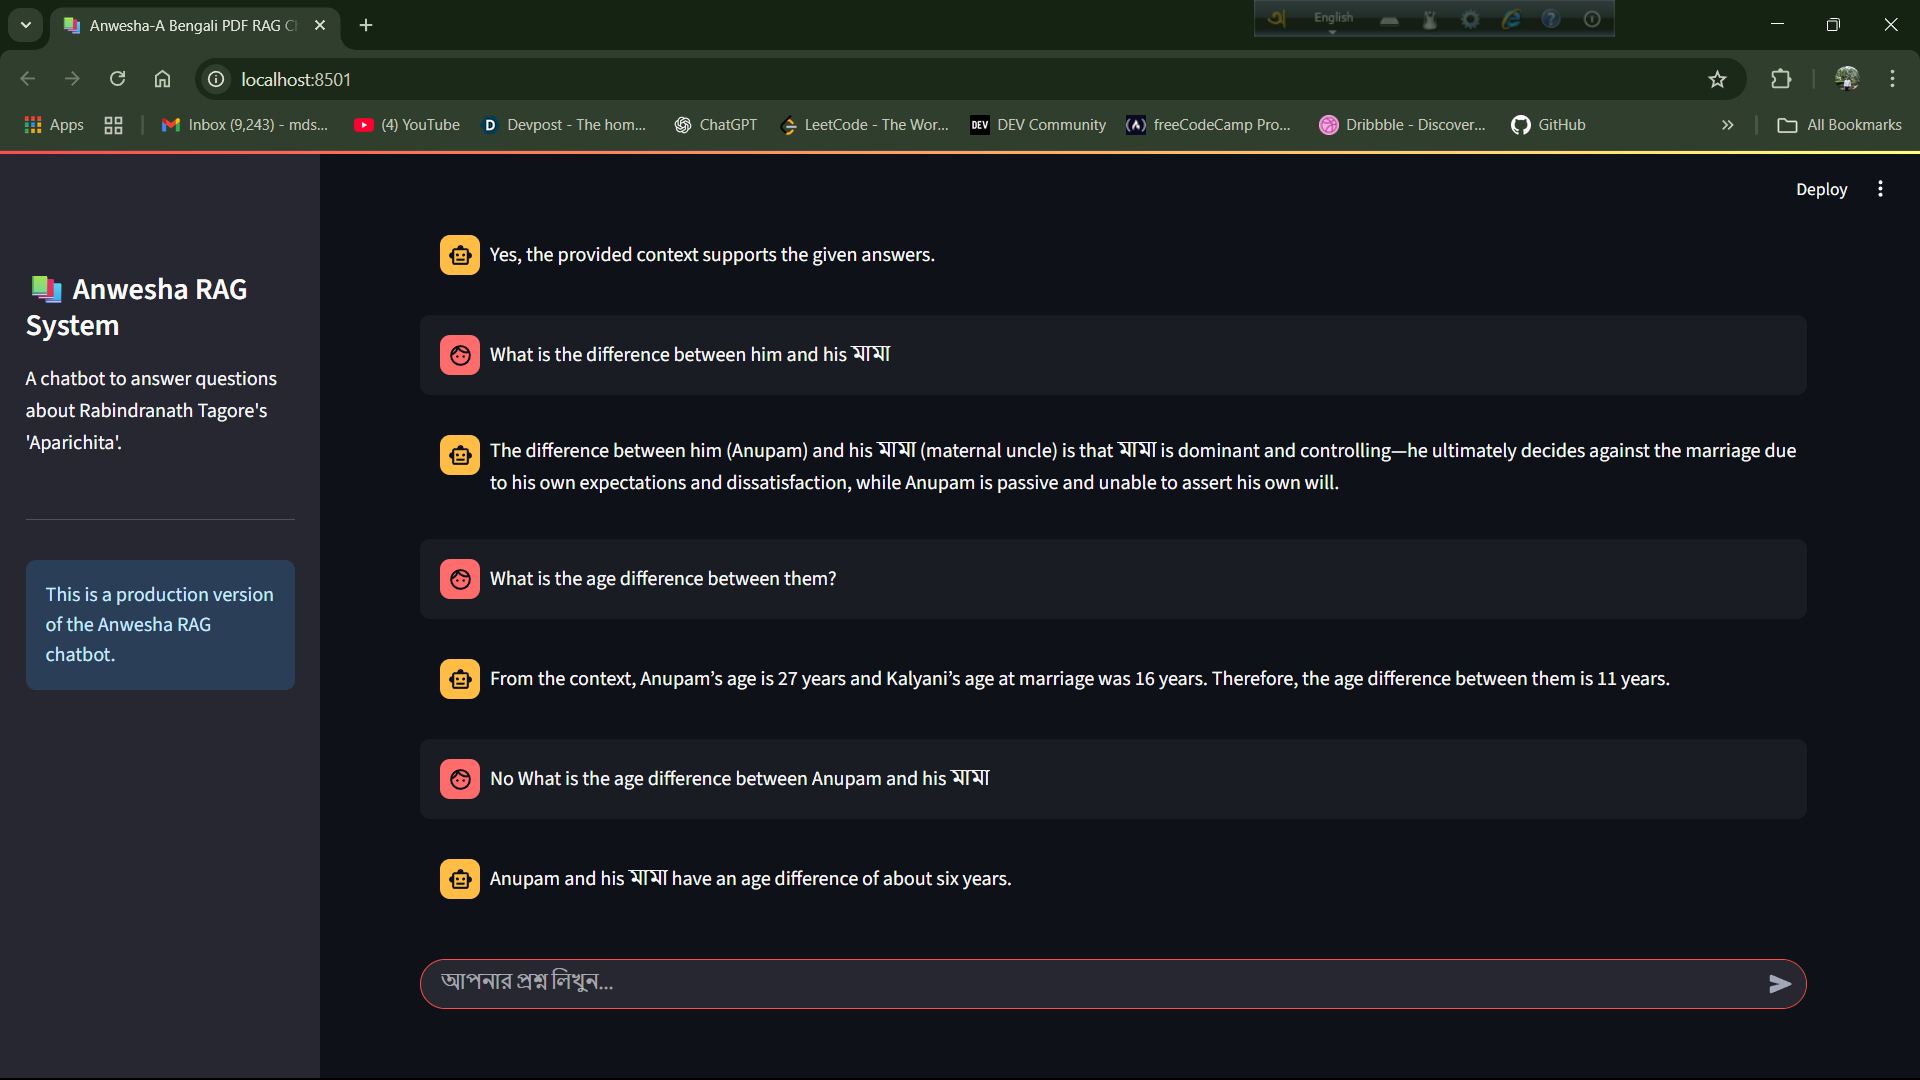 Anwesha-A Bengali PDF RAG Ch
English
localhost:8501
Apps
Inbox (9,243) - mds...
(4) YouTube
Devpost - The hom...
ChatGPT
LeetCode - The Wor...
DEV Community
freeCodeCamp Pro...
Dribbble - Discover...
GitHub
All Bookmarks
Deploy
Anwesha RAG
System
A chatbot to answer questions
about Rabindranath Tagore's
'Aparichita'.
This is a production version
of the Anwesha RAG
chatbot.
Yes, the provided context supports the given answers.
What is the difference between him and his মামা
The difference between him (Anupam) and his মামা (maternal uncle) is that মামা is dominant and controlling—he ultimately decides against the marriage due
to his own expectations and dissatisfaction, while Anupam is passive and unable to assert his own will.
What is the age difference between them?
From the context, Anupam’s age is 27 years and Kalyani’s age at marriage was 16 years. Therefore, the age difference between them is 11 years.
No What is the age difference between Anupam and his মামা
Anupam and his মামা have an age difference of about six years.
আপনার প্রশ্ন লিখুন...